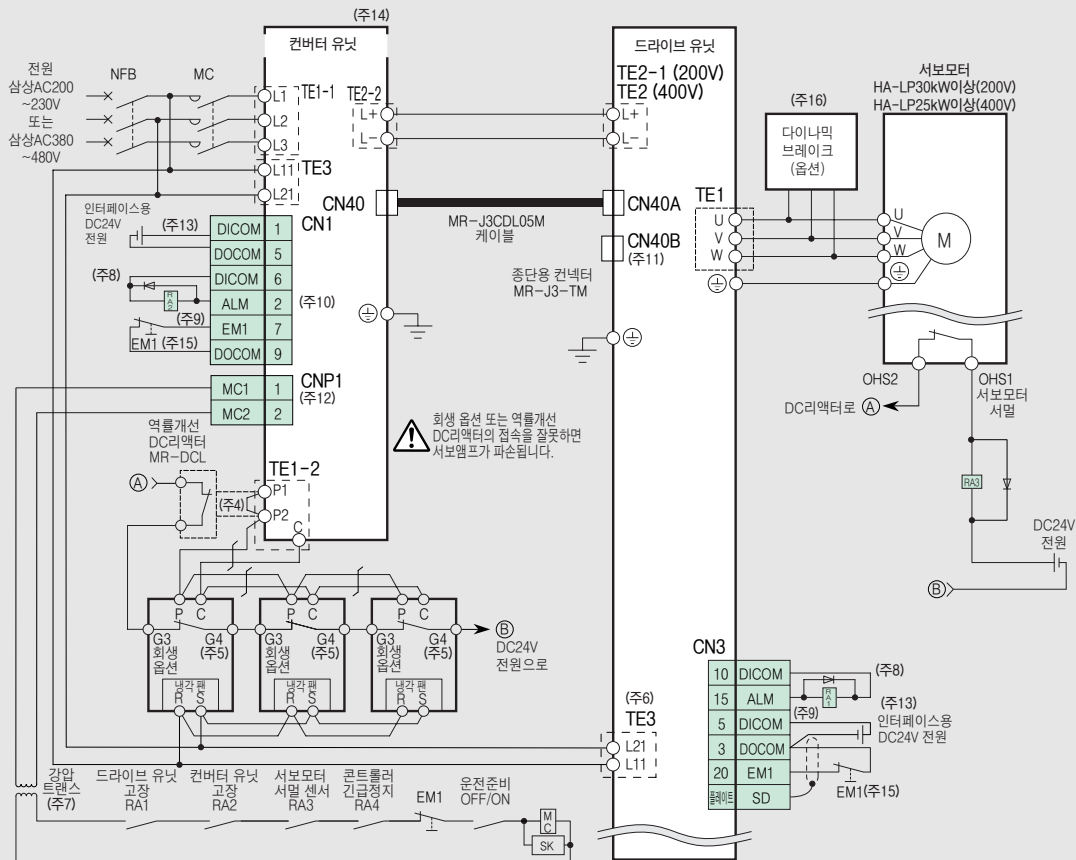 (주14)
컨버터 유닛
드라이브 유닛
전원
삼상AC200
~230V
또는
삼상AC380
~480V
NFB
MC
L1
L2
L3
TE1-1
TE2-2
L+
L-
TE2-1 (200V)
TE2 (400V)
L+
L-
서보모터
HA-LP30kW이상(200V)
HA-LP25kW이상(400V)
(주16)
다이나믹
브레이크
(옵션)
L11
L21
TE3
CN40
MR-J3CDL05M
케이블
CN40A
CN40B
(주11)
종단용 컨넥터
MR-J3-TM
TE1
U
V
W
U
V
W
M
인터페이스용
DC24V
전원
(주13)
DICOM 1
DOCOM 5
DICOM 6
ALM 2
EM1 7
DOCOM 9
CN1
(주8)
RA2
(주10)
(주9)
EM1 (주15)
MC1 1
MC2 2
CNP1
(주12)
회생 옵션 또는 역률개선
DC리액터의 접속을 잘못하면
서보앰프가 파손됩니다.
OHS2
OHS1
서보모터
서멀
DC리액터로 A
RA3
DC24V
전원
B
역률개선
DC리액터
MR-DCL
A
(주4)
TE1-2
P1
P2
C
P C
G3
회생
옵션
G4
(주5)
냉각 팬
R S
P C
G3
회생
옵션
G4
(주5)
냉각 팬
R S
P C
G3
회생
옵션
G4
(주5)
냉각 팬
R S
B
DC24V
전원으로
(주6)
TE3
L21
L11
CN3
10 DICOM
15 ALM
5 DICOM
3 DOCOM
20 EM1
플레이트 SD
(주8)
RA1
(주9)
(주13)
인터페이스용
DC24V 전원
EM1(주15)
강압
트랜스
(주7)
드라이브 유닛
고장
RA1
컨버터 유닛
고장
RA2
서보모터
서멀 센서
RA3
콘트롤러
긴급정지
RA4
EM1
운전준비
OFF/ON
MC
SK